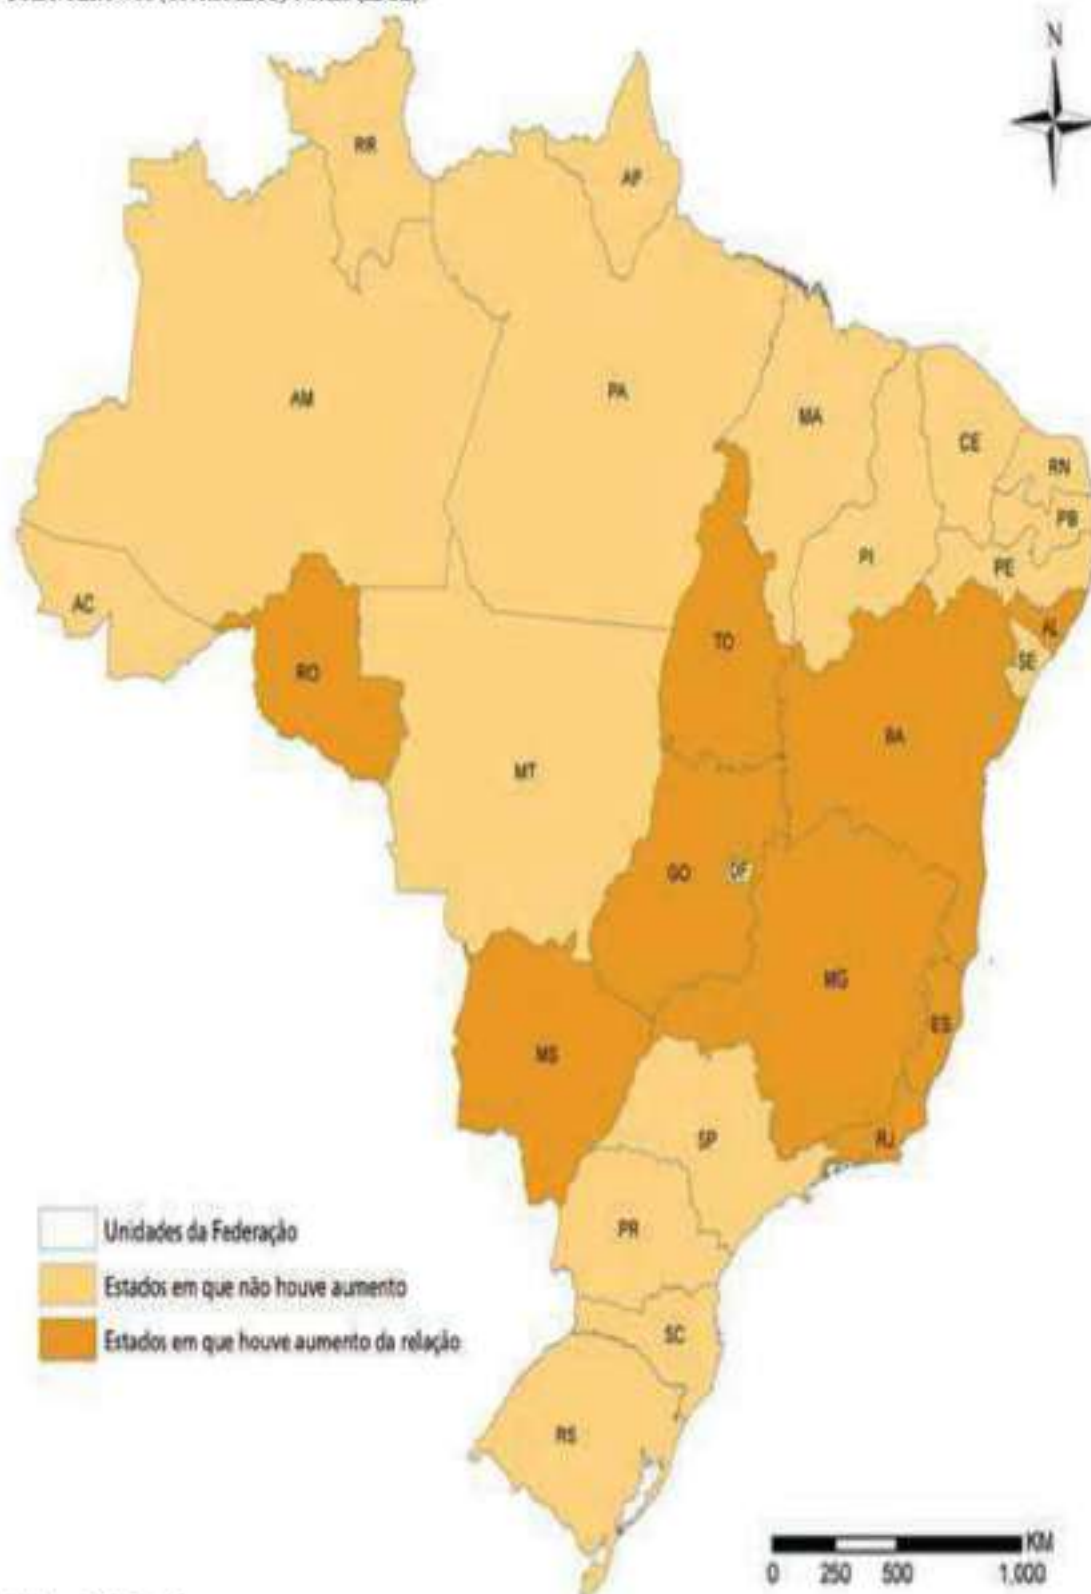 N
RR
AP
AM
PA
MA
CE
RN
PB
PE
PI
AL
SE
AC
RO
TO
BA
MT
GO
DF
MG
ES
MS
RJ
SP
PR
SC
RS
Unidades da Federação
Estados em que não houve aumento
Estados em que houve aumento da relação
KM
0 250 500 1.000